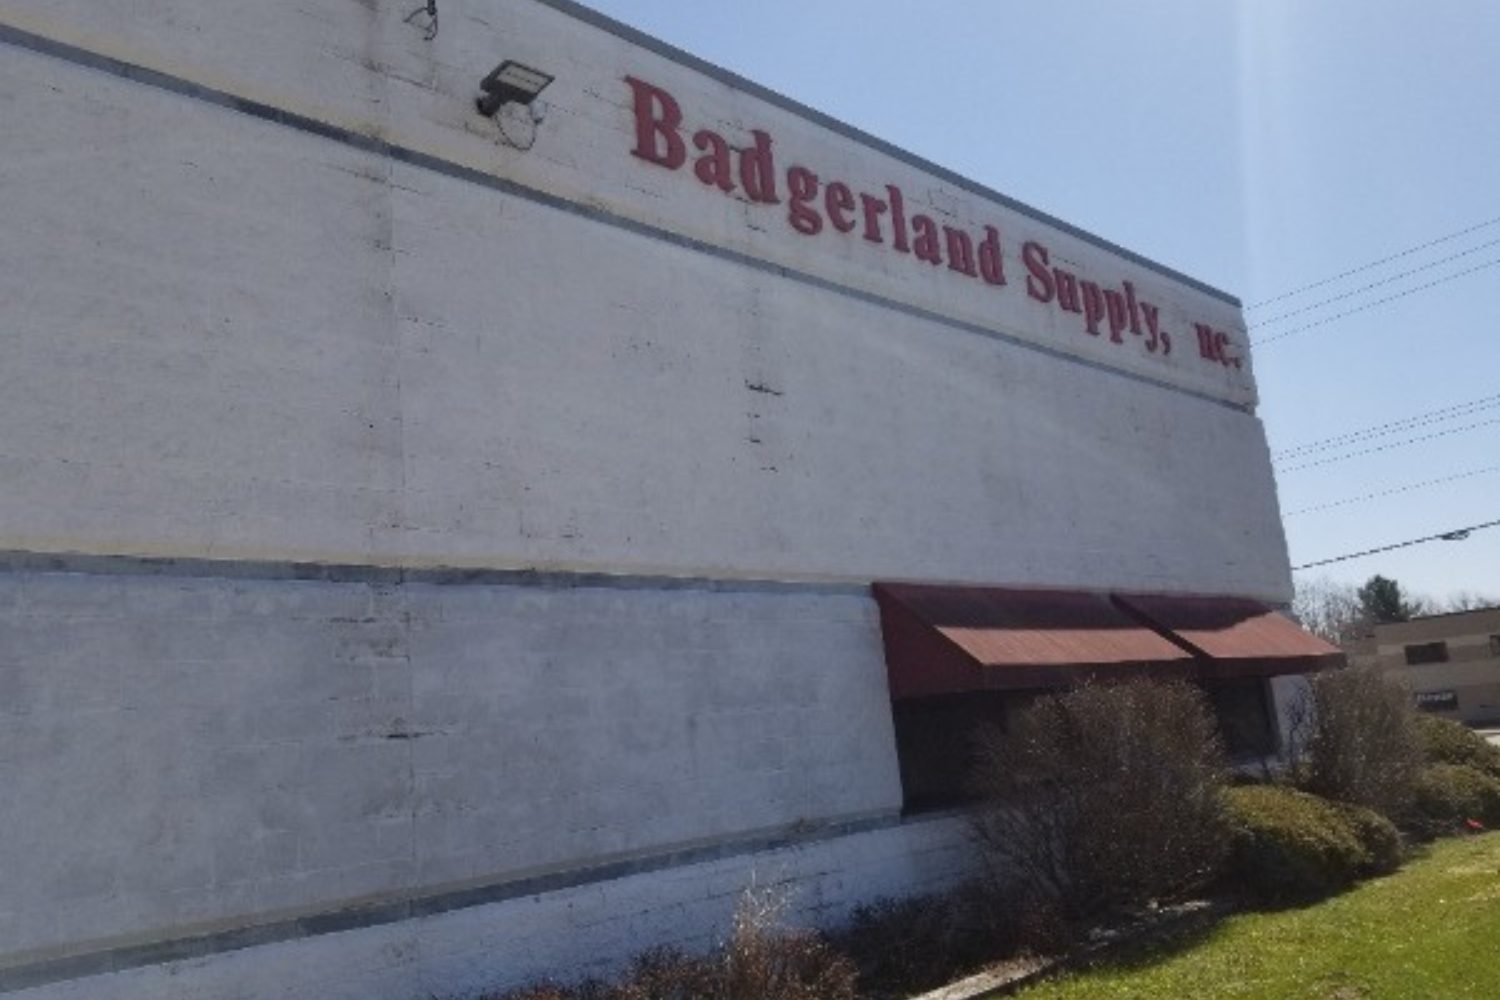 Badgerland Supply, nc.